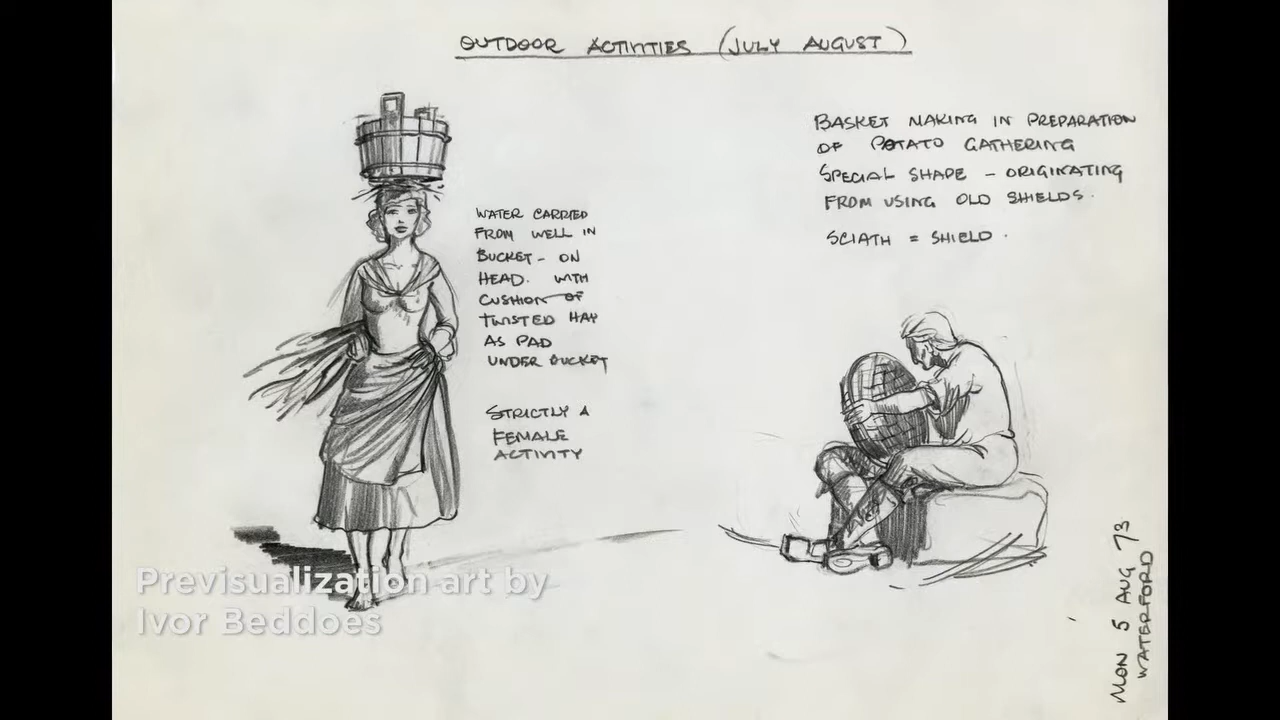 OUTDOOR ACTIVITIES (JULY AUGUST)
WATER CARRIED
FROM WELL IN
BUCKET - ON
HEAD. WITH
CUSHION OF
TWISTED HAY
AS PAD
UNDER BUCKET
STRICTLY A
FEMALE
ACTIVITY
BASKET MAKING IN PREPARATION
OF POTATO GATHERING
SPECIAL SHAPE - ORIGINATING
FROM USING OLD SHIELDS.
SCIATH = SHIELD.
MON 5 AUG 73
WATERFORD
Previsualization art by
Ivor Beddoes